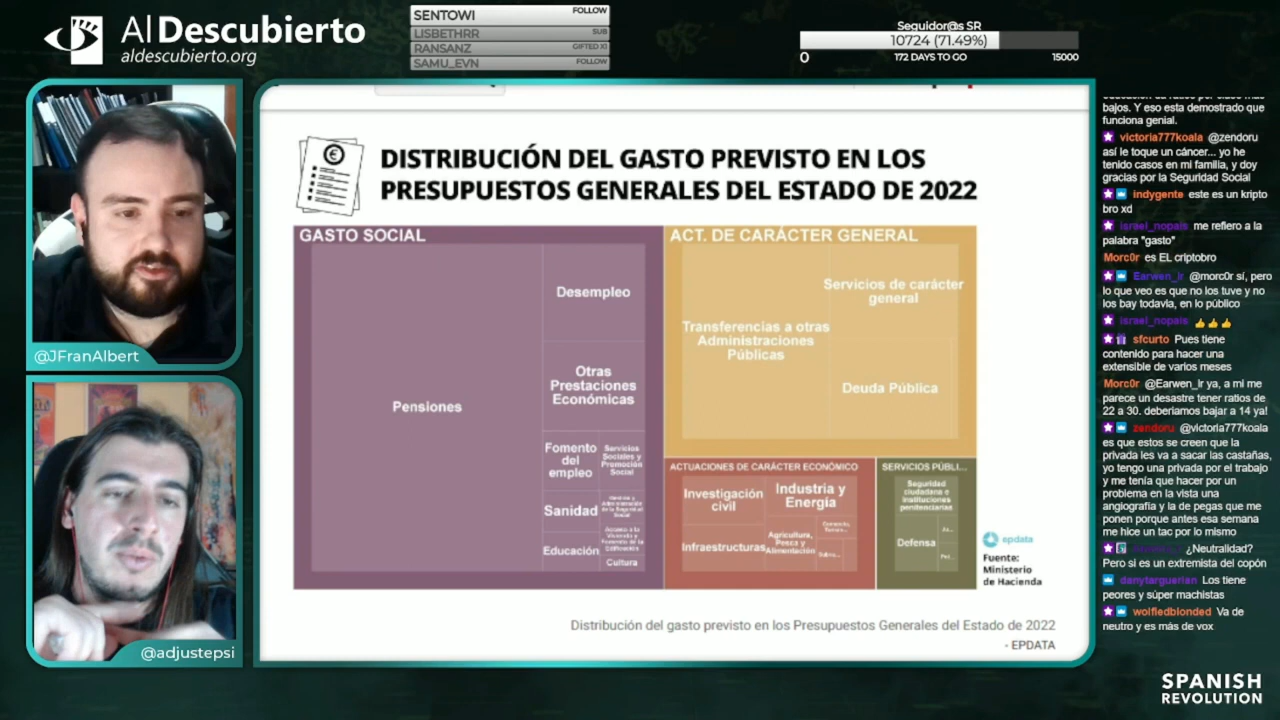 Al Descubierto
aldescubierto.org
SENTOWI FOLLOW
LISBETHRR SUB
RANSANZ GIFTED X1
SAMU_EVN FOLLOW
Seguidor@s SR
10724 (71.49%)
0 172 DAYS TO GO 15000
@JFranAlbert
@adjustepsi
DISTRIBUCIÓN DEL GASTO PREVISTO EN LOS
PRESUPUESTOS GENERALES DEL ESTADO DE 2022
GASTO SOCIAL
Pensiones
Desempleo
Otras
Prestaciones
Económicas
Fomento
del
empleo
Servicios
Sociales y
Promoción
Social
Sanidad
Educación
Cultura
ACT. DE CARÁCTER GENERAL
Transferencias a otras
Administraciones
Públicas
Servicios de carácter
general
Deuda Pública
ACTUACIONES DE CARÁCTER ECONÓMICO
Investigación
civil
Industria y
Energía
Infraestructuras
Agricultura,
Pesca y
Alimentación
SERVICIOS PÚBLI...
Seguridad
ciudadana e
Instituciones
penitenciarias
Defensa
epdata
Fuente:
Ministerio
de Hacienda
Distribución del gasto previsto en los Presupuestos Generales del Estado de 2022
- EPDATA
bajos. Y eso esta demostrado que
funciona genial.
victoria777koala @zendoru
así le toque un cáncer... yo he
tenido casos en mi familia, y doy
gracias por la Seguridad Social
indygente este es un kripto
bro xd
israel_nopais me refiero a la
palabra "gasto"
Morc0r es EL criptobro
Earwen_lr @morc0r sí, pero
lo que veo es que no los tuve y no
los bay todavía, en lo público
israel_nopais 👍👍👍
sfcurto Pues tiene
contenido para hacer una
extensible de varios meses
Morc0r @Earwen_lr ya, a mi me
parece un desastre tener ratios de
22 a 30. deberiamos bajar a 14 ya!
zendoru @victoria777koala
es que estos se creen que la
privada les va a sacar las castañas,
yo tengo una privada por el trabajo
y me tenía que hacer por un
problema en la vista una
angiografía y la de pegas que me
ponen porque antes esa semana
me hice un tac por lo mismo
¿Neutralidad?
Pero si es un extremista del copón
danytarguerian Los tiene
peores y súper machistas
wolfiedblonded Va de
neutro y es más de vox
SPANISH
REVOLUTION